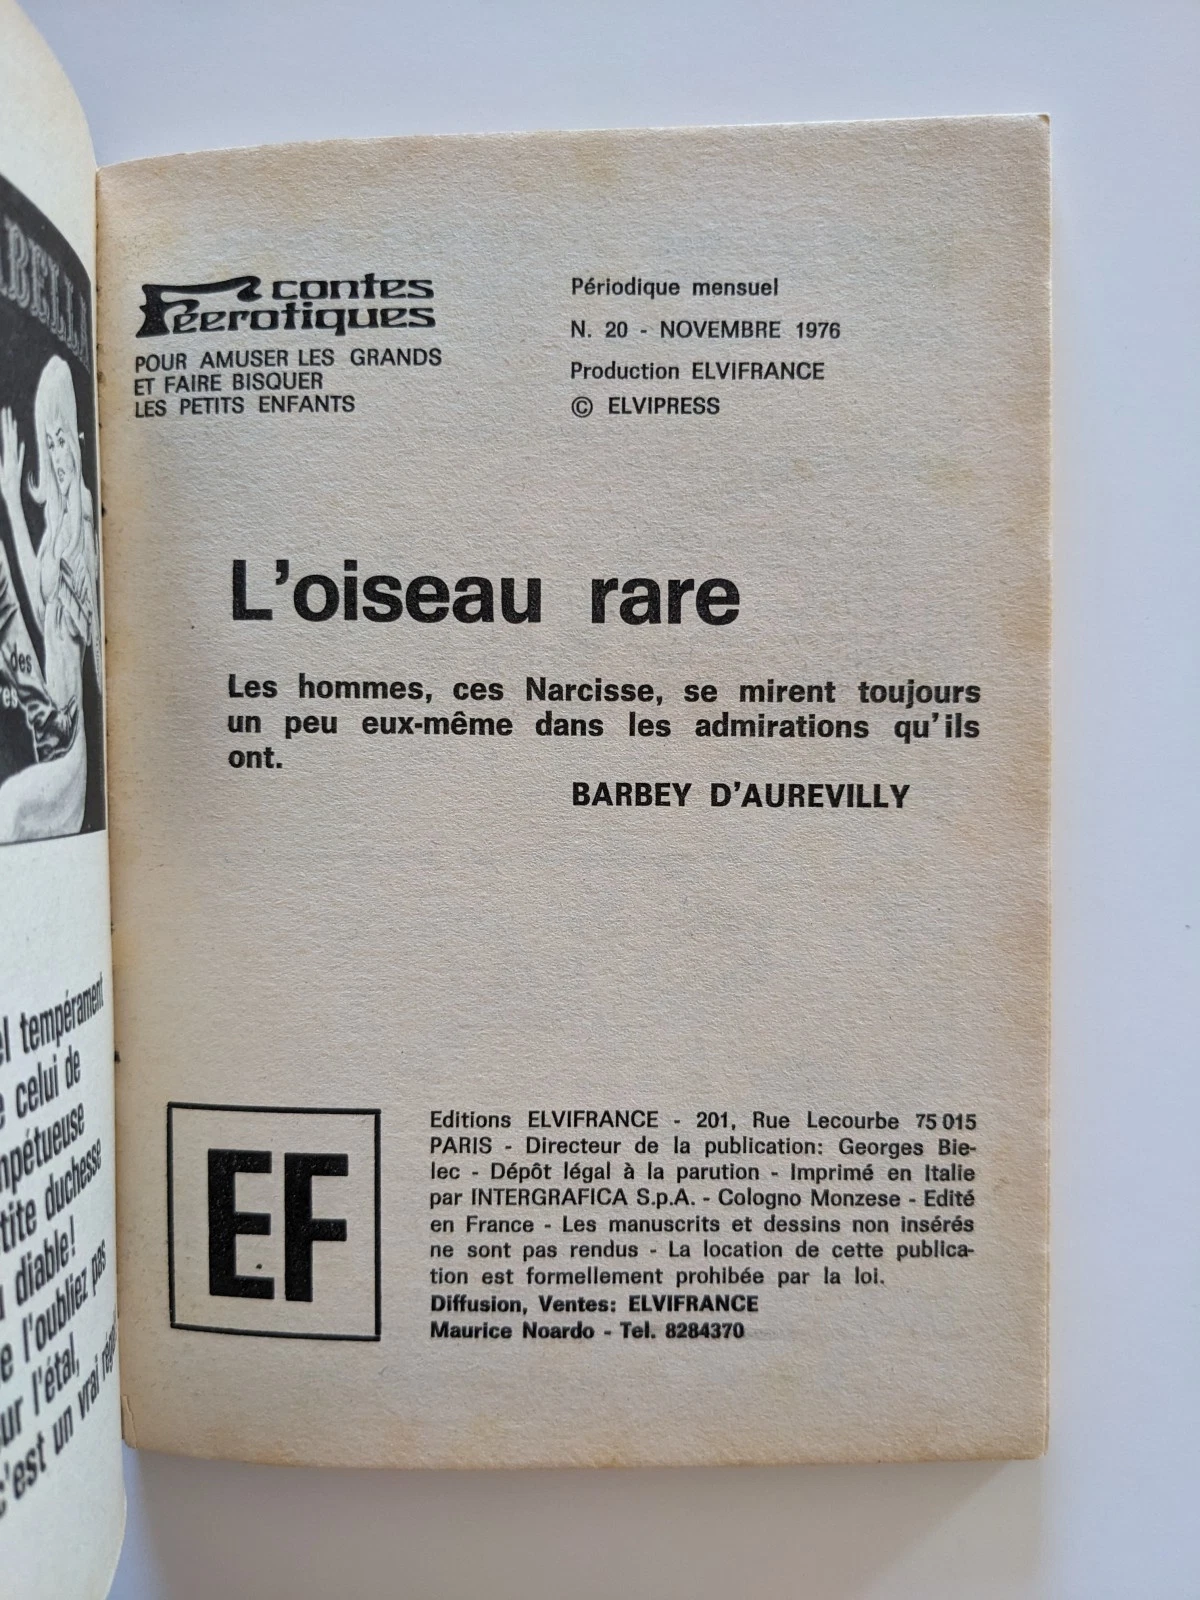 BELLA
des
tempérament
celui de
duchesse
diable!
l'oubliez pas
l'étal,
c'est un vrai
contes
Féerotiques
POUR AMUSER LES GRANDS
ET FAIRE BISQUER
LES PETITS ENFANTS
Périodique mensuel
N. 20 - NOVEMBRE 1976
Production ELVIFRANCE
© ELVIPRESS
L'oiseau rare
Les hommes, ces Narcisse, se mirent toujours
un peu eux-même dans les admirations qu'ils
ont.
BARBEY D'AUREVILLY
EF
Editions ELVIFRANCE - 201, Rue Lecourbe 75 015
PARIS - Directeur de la publication: Georges Bie-
lec - Dépôt légal à la parution - Imprimé en Italie
par INTERGRAFICA S.p.A. - Cologno Monzese - Edité
en France - Les manuscrits et dessins non insérés
ne sont pas rendus - La location de cette publica-
tion est formellement prohibée par la loi.
Diffusion, Ventes: ELVIFRANCE
Maurice Noardo - Tel. 8284370